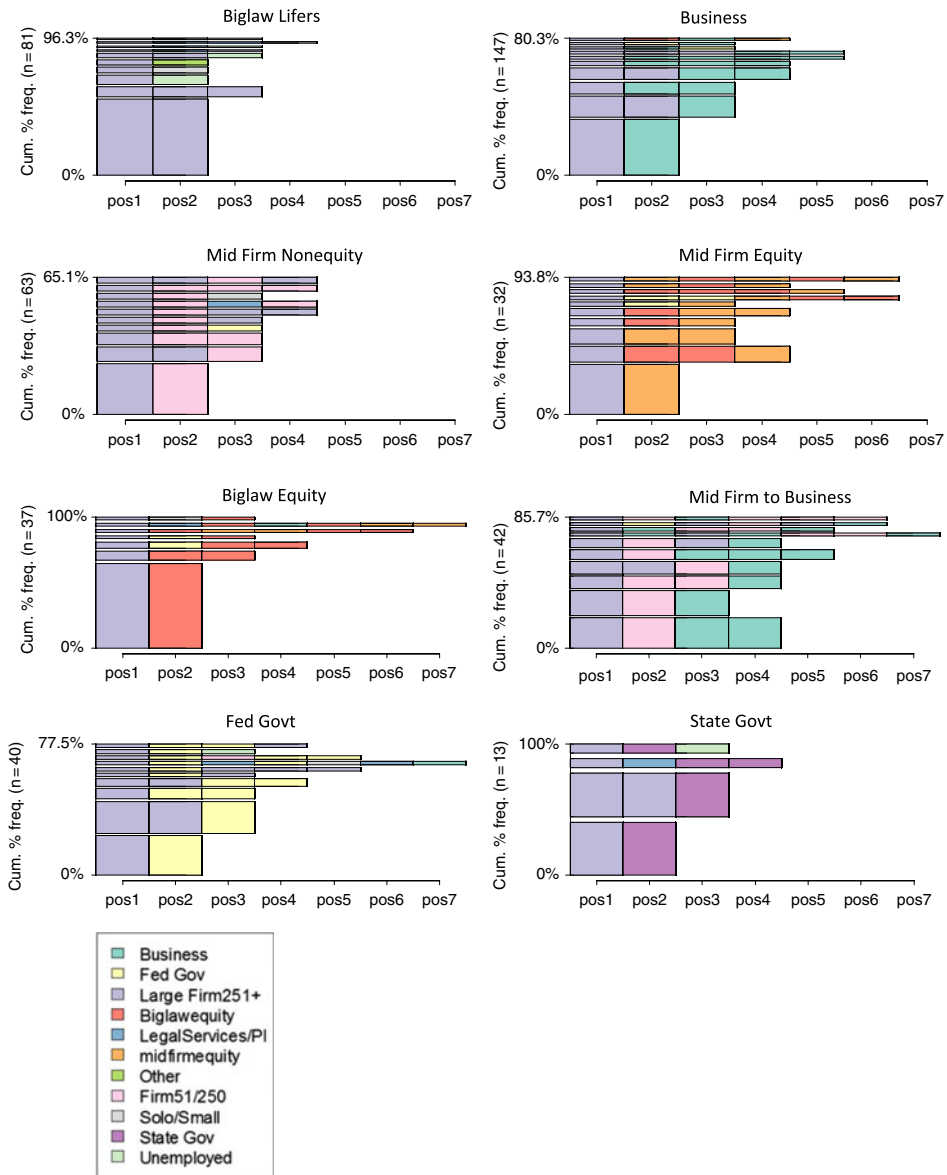 Biglaw Lifers
Cum. % freq. (n=81)
96.3%
0%
pos1 pos2 pos3 pos4 pos5 pos6 pos7
Business
Cum. % freq. (n=147)
80.3%
0%
pos1 pos2 pos3 pos4 pos5 pos6 pos7
Mid Firm Nonequity
Cum. % freq. (n=63)
65.1%
0%
pos1 pos2 pos3 pos4 pos5 pos6 pos7
Mid Firm Equity
Cum. % freq. (n=32)
93.8%
0%
pos1 pos2 pos3 pos4 pos5 pos6 pos7
Biglaw Equity
Cum. % freq. (n=37)
100%
0%
pos1 pos2 pos3 pos4 pos5 pos6 pos7
Mid Firm to Business
Cum. % freq. (n=42)
85.7%
0%
pos1 pos2 pos3 pos4 pos5 pos6 pos7
Fed Govt
Cum. % freq. (n=40)
77.5%
0%
pos1 pos2 pos3 pos4 pos5 pos6 pos7
State Govt
Cum. % freq. (n=13)
100%
0%
pos1 pos2 pos3 pos4 pos5 pos6 pos7
Business
Fed Gov
Large Firm251+
Biglawequity
LegalServices/PI
midfirmequity
Other
Firm51/250
Solo/Small
State Gov
Unemployed